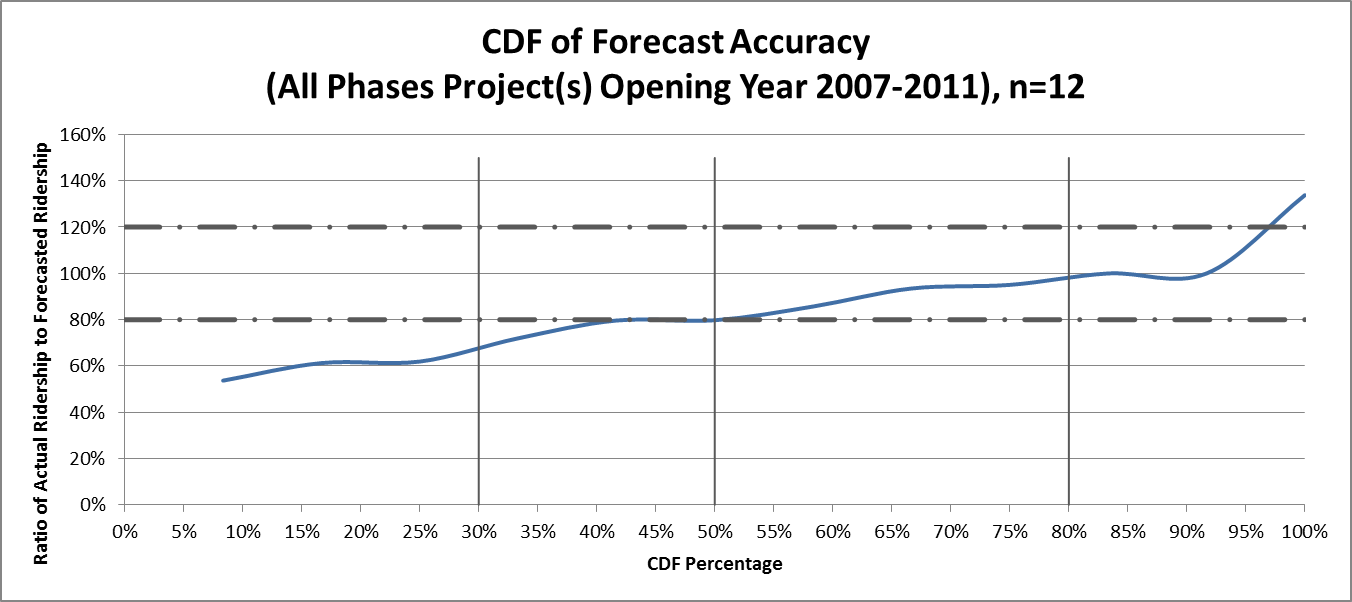 CDF of Forecast Accuracy
(All Phases Project(s) Opening Year 2007-2011), n=12
Ratio of Actual Ridership to Forecasted Ridership
160%
140%
120%
100%
80%
60%
40%
20%
0%
0% 5% 10% 15% 20% 25% 30% 35% 40% 45% 50% 55% 60% 65% 70% 75% 80% 85% 90% 95% 100%
CDF Percentage